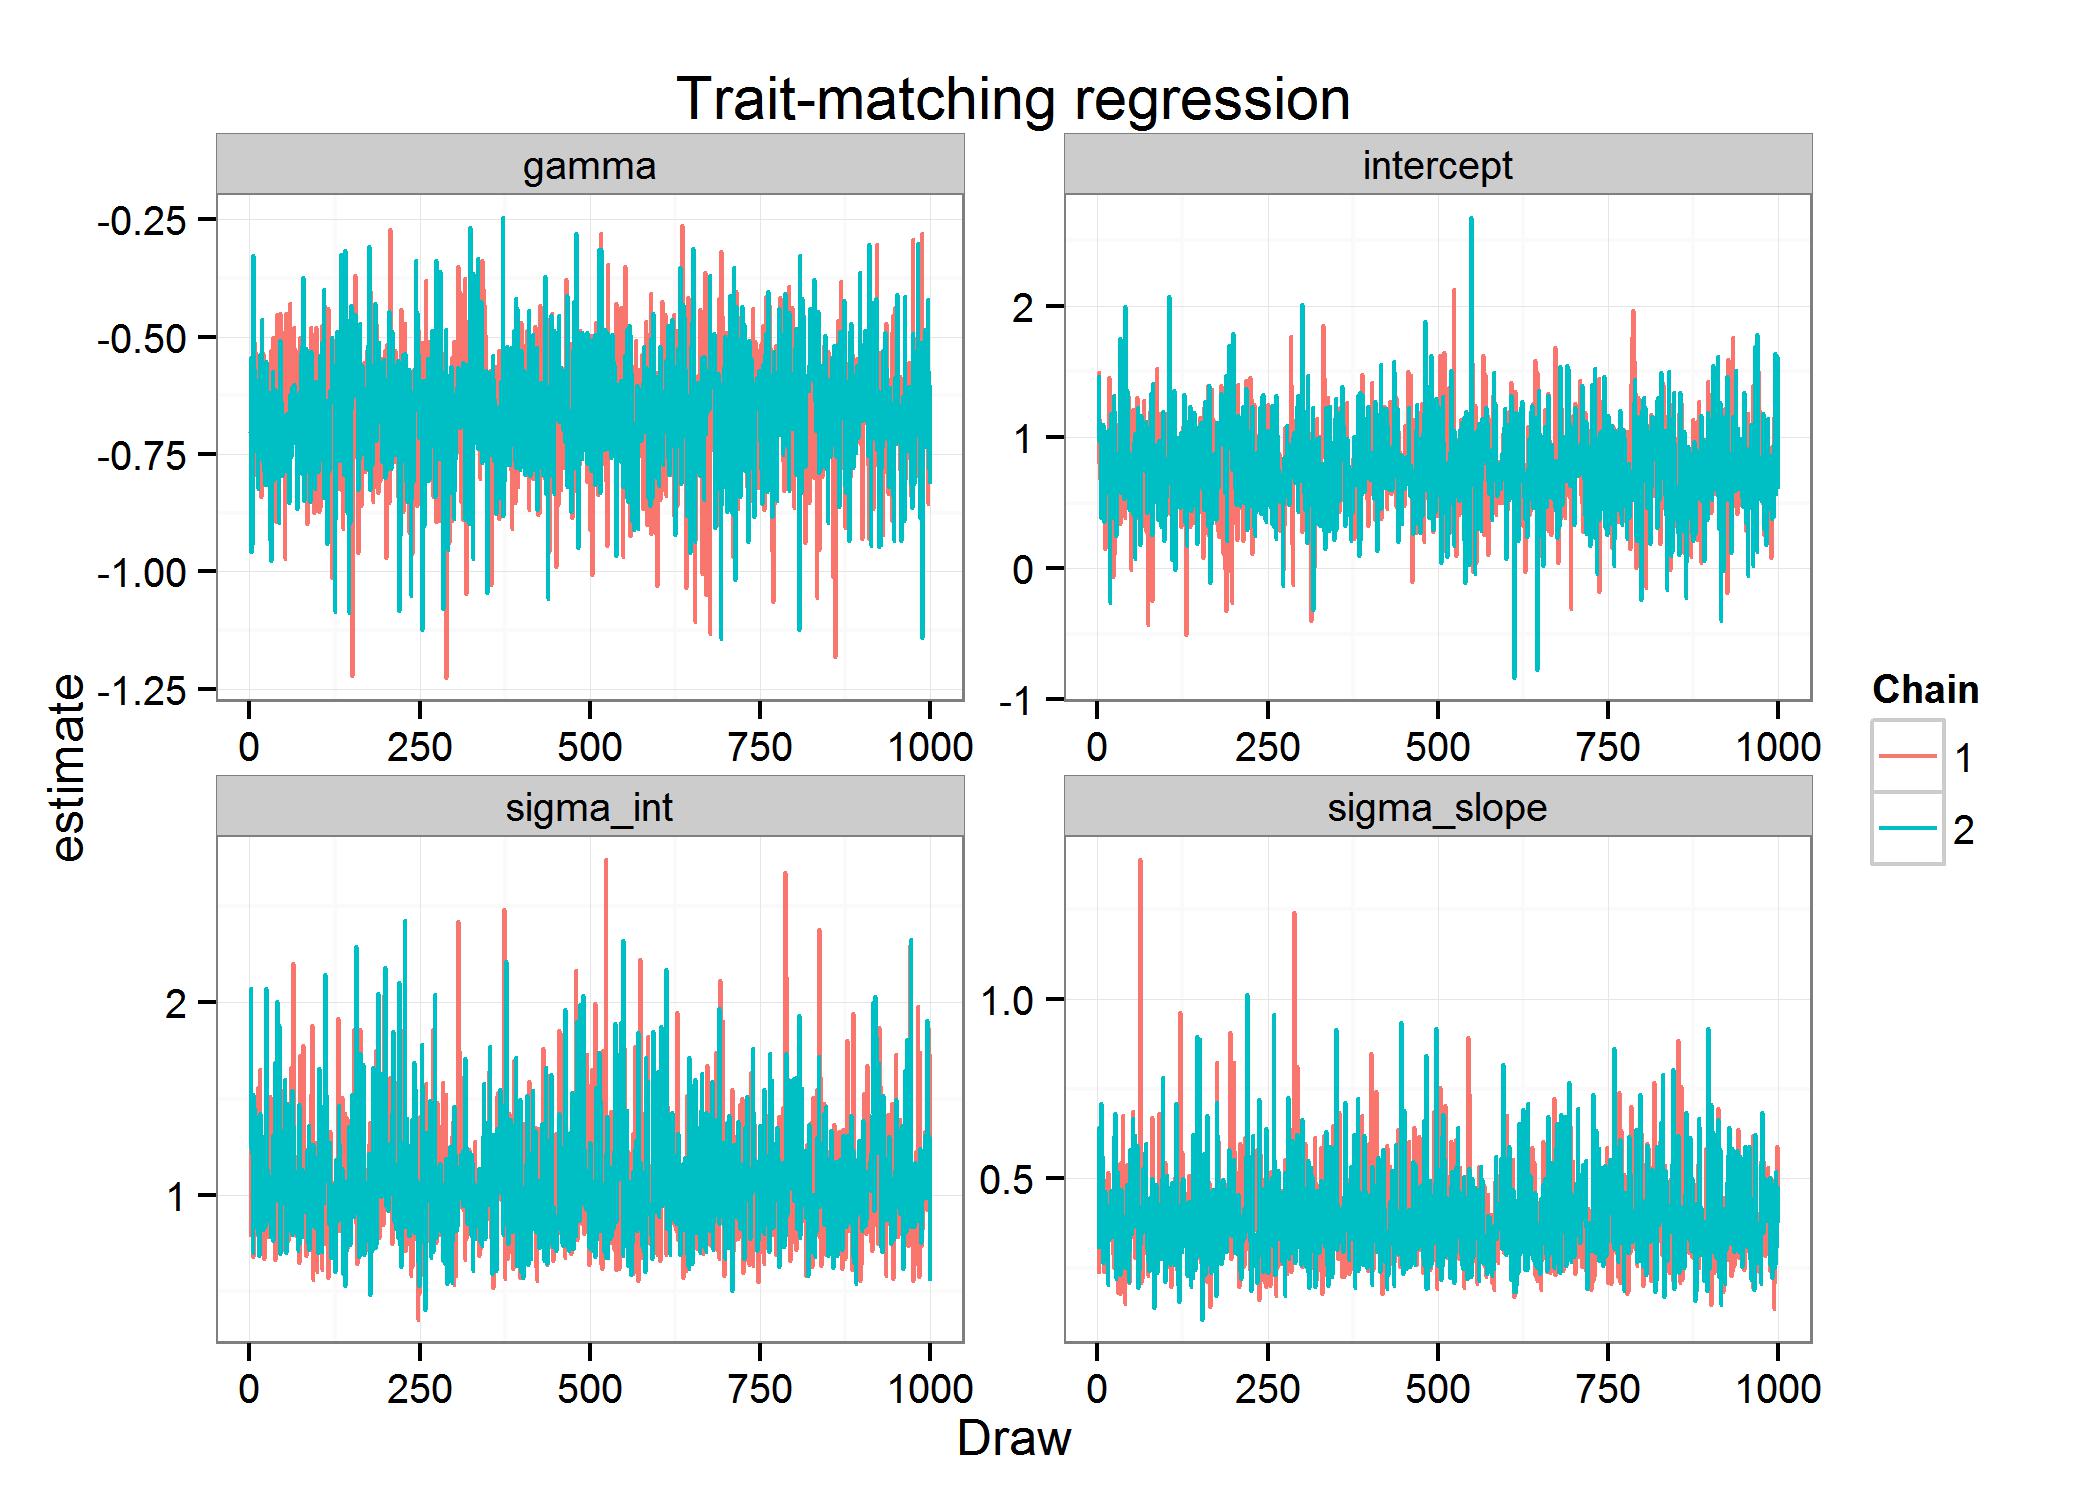 Trait-matching regression
gamma
intercept
-0.25
-0.50
-0.75
-1.00
-1.25
2
1
0
-1
0 250 500 750 1000
0 250 500 750 1000
sigma_int
sigma_slope
2
1
1.0
0.5
0 250 500 750 1000
0 250 500 750 1000
estimate
Draw
Chain
1
2